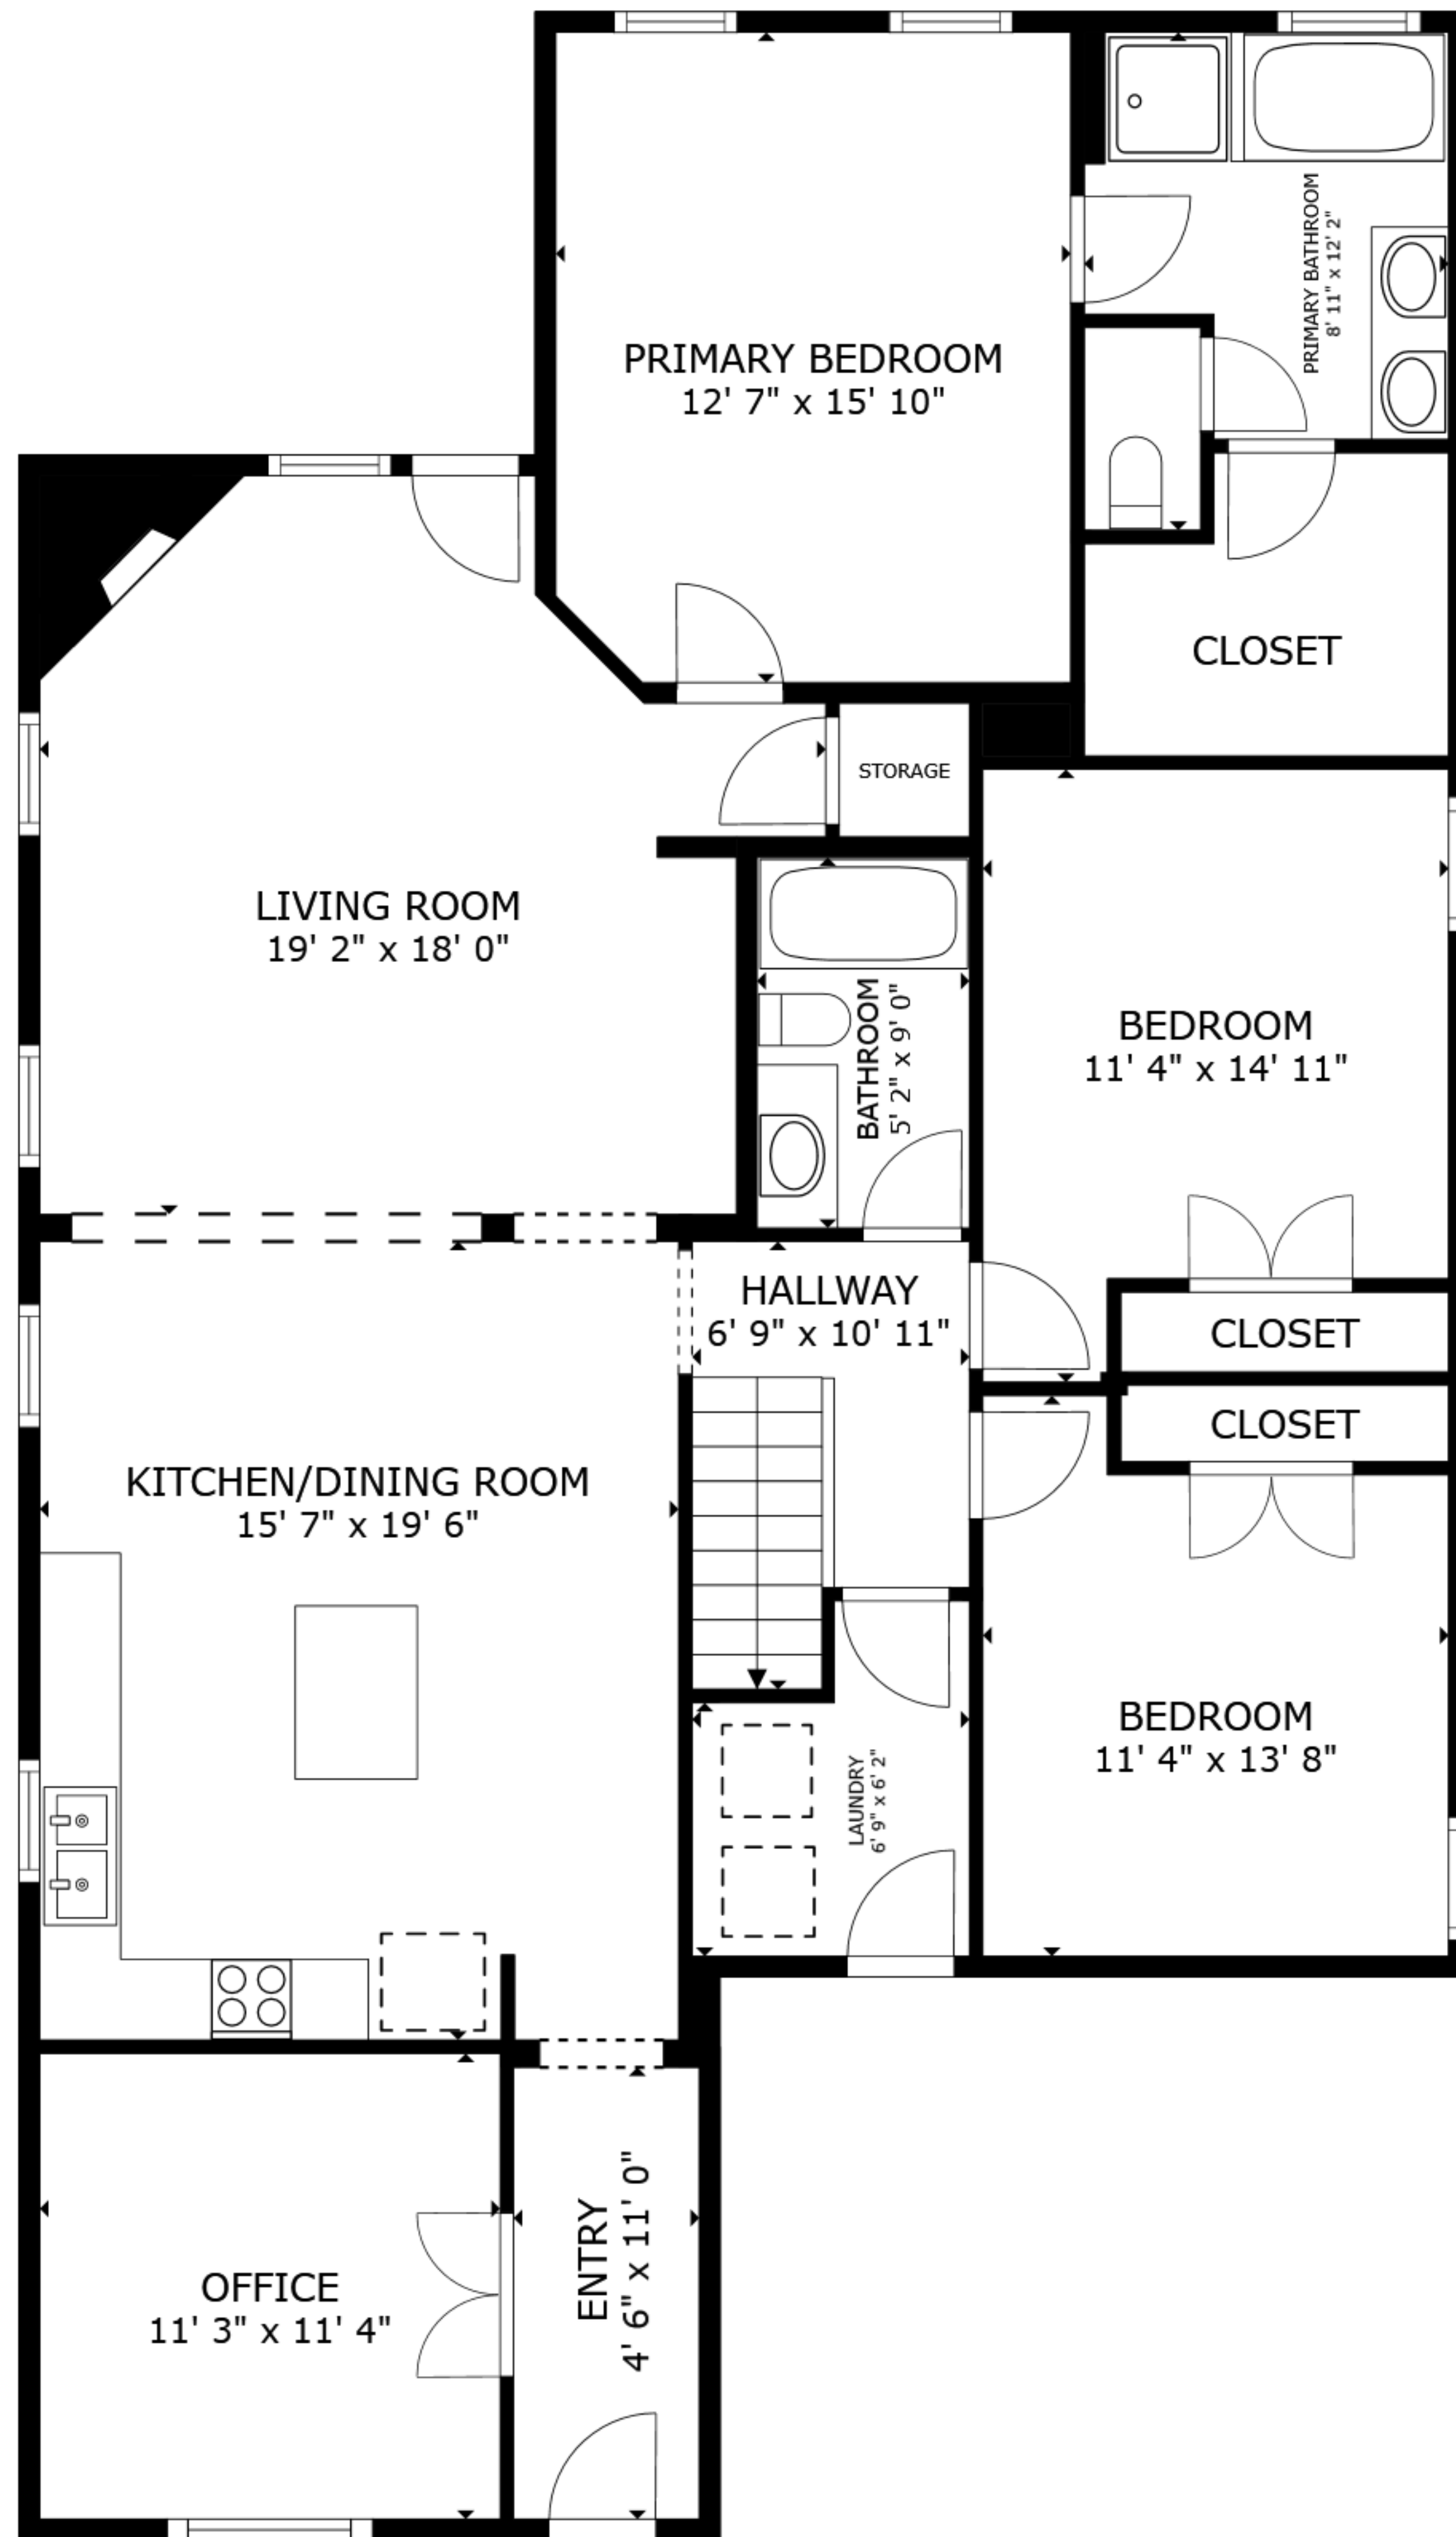 PRIMARY BATHROOM
8' 11" x 12' 2"
PRIMARY BEDROOM
12' 7" x 15' 10"
CLOSET
STORAGE
LIVING ROOM
19' 2" x 18' 0"
BATHROOM
5' 2" x 9' 0"
BEDROOM
11' 4" x 14' 11"
HALLWAY
6' 9" x 10' 11"
CLOSET
CLOSET
KITCHEN/DINING ROOM
15' 7" x 19' 6"
BEDROOM
11' 4" x 13' 8"
LAUNDRY
6' 9" x 6' 2"
OFFICE
11' 3" x 11' 4"
ENTRY
4' 6" x 11' 0"